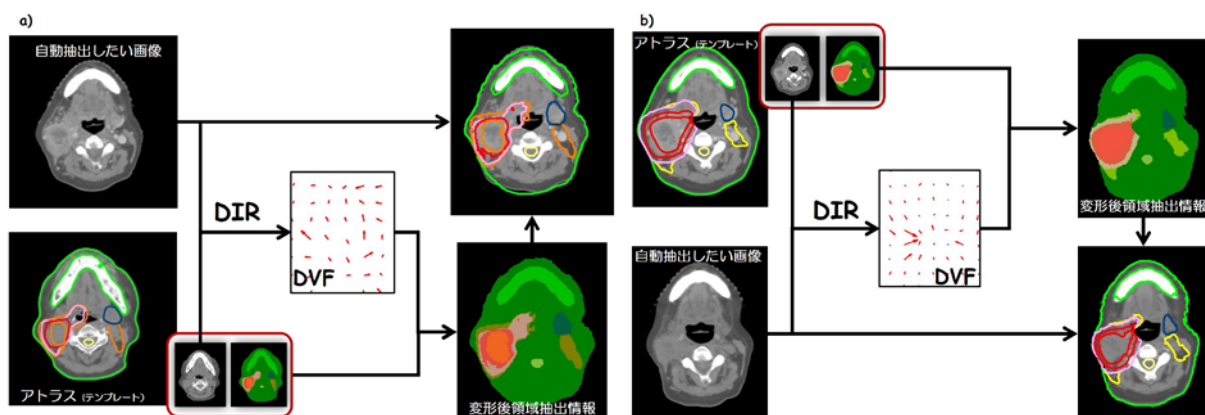 a)
自動抽出したい画像
DIR
DVF
アトラス (テンプレート)
変形後領域抽出情報
b)
アトラス (テンプレート)
DIR
DVF
変形後領域抽出情報
自動抽出したい画像